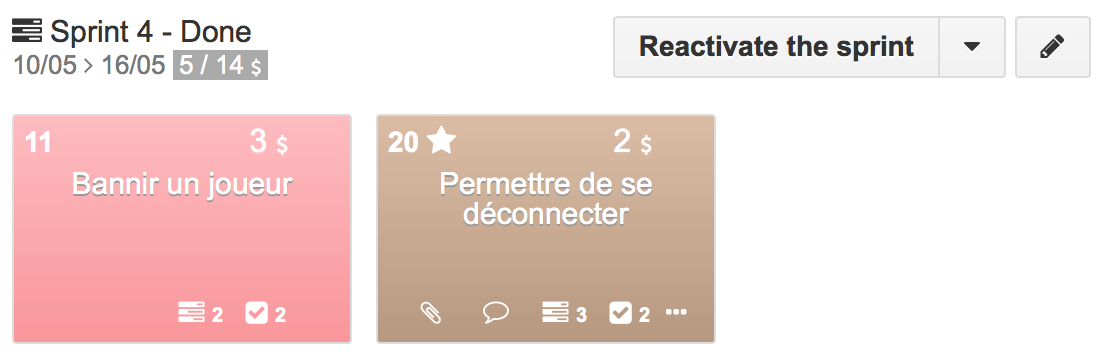 Sprint 4 - Done
10/05 > 16/05 5 / 14 $
Reactivate the sprint
11 3 $
Bannir un joueur
2 2
20 2 $
Permettre de se
déconnecter
3 2